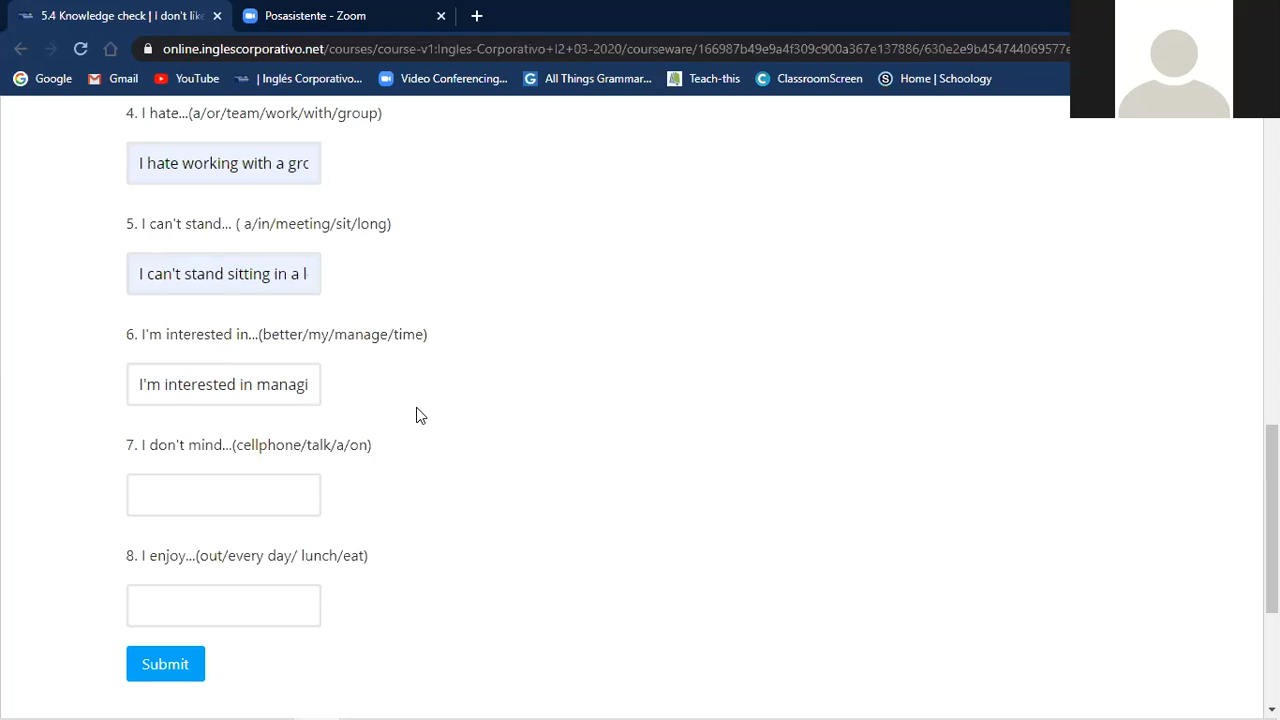 5.4 Knowledge check | I don't like
Posasistente - Zoom
online.inglescorporativo.net/courses/course-v1:Ingles-Corporativo+I2+03-2020/courseware/166987b49e9a4f309c900a367e137886/630e2e9b454744069577e
Google
Gmail
YouTube
| Inglés Corporativo...
Video Conferencing...
All Things Grammar...
Teach-this
ClassroomScreen
Home | Schoology
4. I hate...(a/or/team/work/with/group)
I hate working with a gro
5. I can't stand... ( a/in/meeting/sit/long)
I can't stand sitting in a l
6. I'm interested in...(better/my/manage/time)
I'm interested in managi
7. I don't mind...(cellphone/talk/a/on)
8. I enjoy...(out/every day/ lunch/eat)
Submit